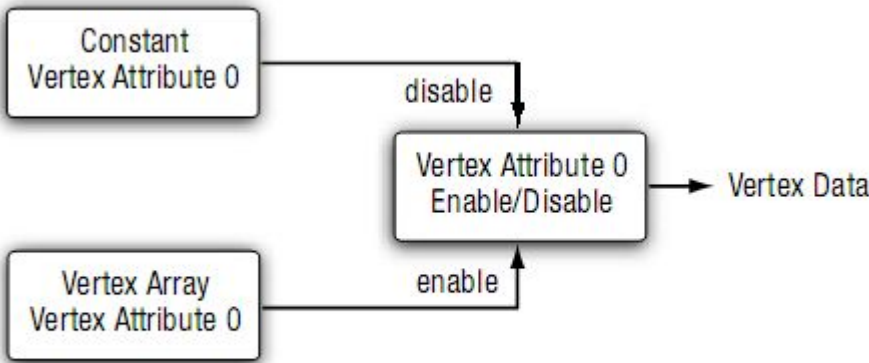 Constant
Vertex Attribute 0
disable
Vertex Attribute 0
Enable/Disable
Vertex Data
enable
Vertex Array
Vertex Attribute 0